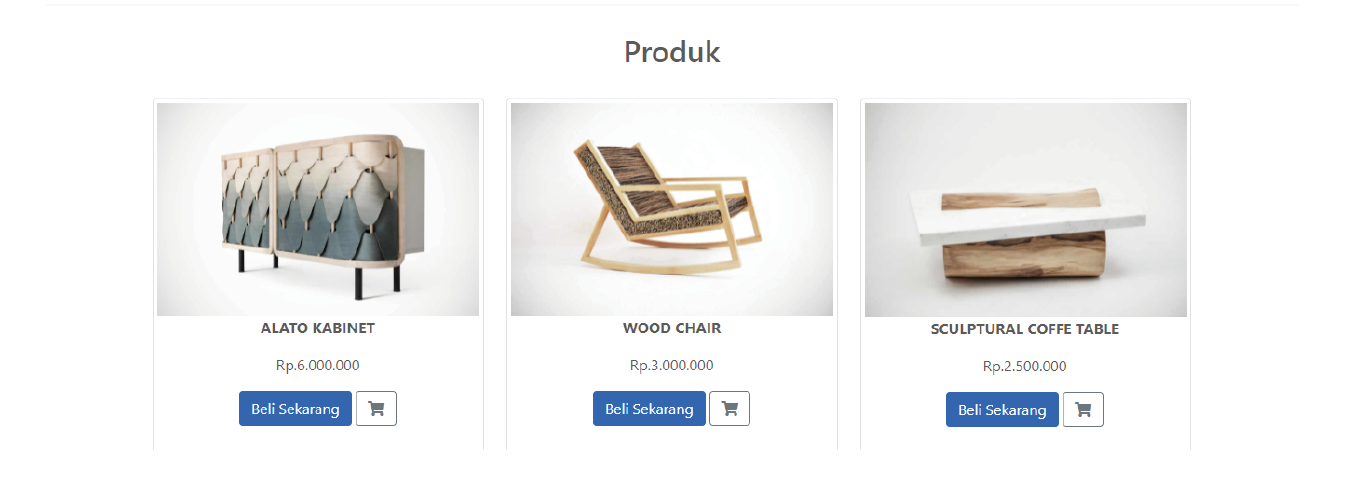 Produk
ALATO KABINET
Rp.6.000.000
Beli Sekarang
WOOD CHAIR
Rp.3.000.000
Beli Sekarang
SCULPTURAL COFFE TABLE
Rp.2.500.000
Beli Sekarang